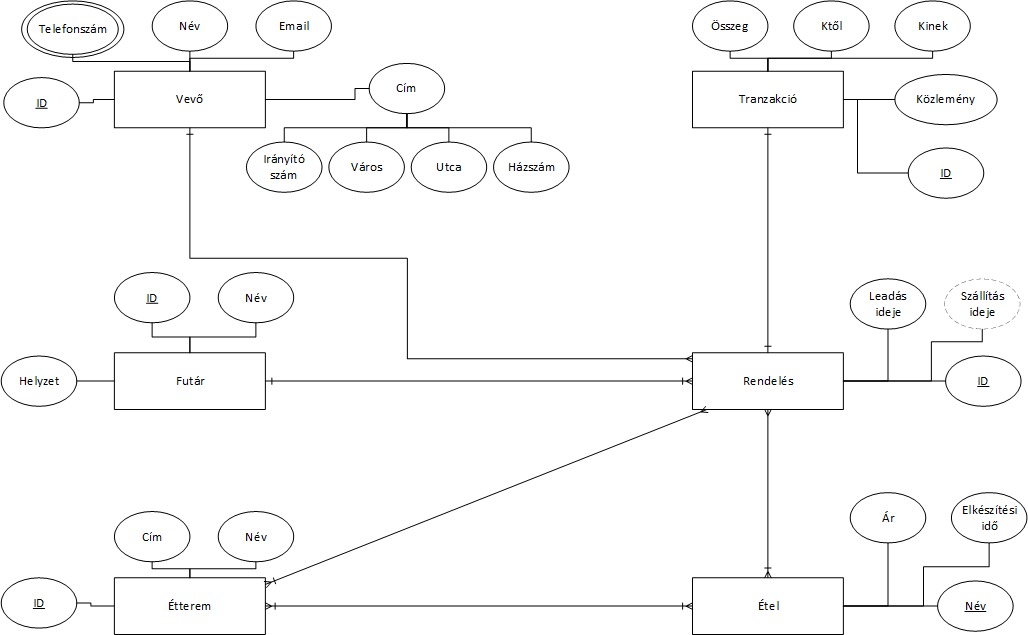 Telefonszám
Név
Email
Összeg
Ktől
Kinek
ID
Vevő
Cím
Tranzakció
Közlemény
Irányító
szám
Város
Utca
Házszám
ID
ID
Név
Leadás
ideje
Szállítás
ideje
Helyzet
Futár
Rendelés
ID
Cím
Név
Ár
Elkészítési
idő
ID
Étterem
Étel
Név